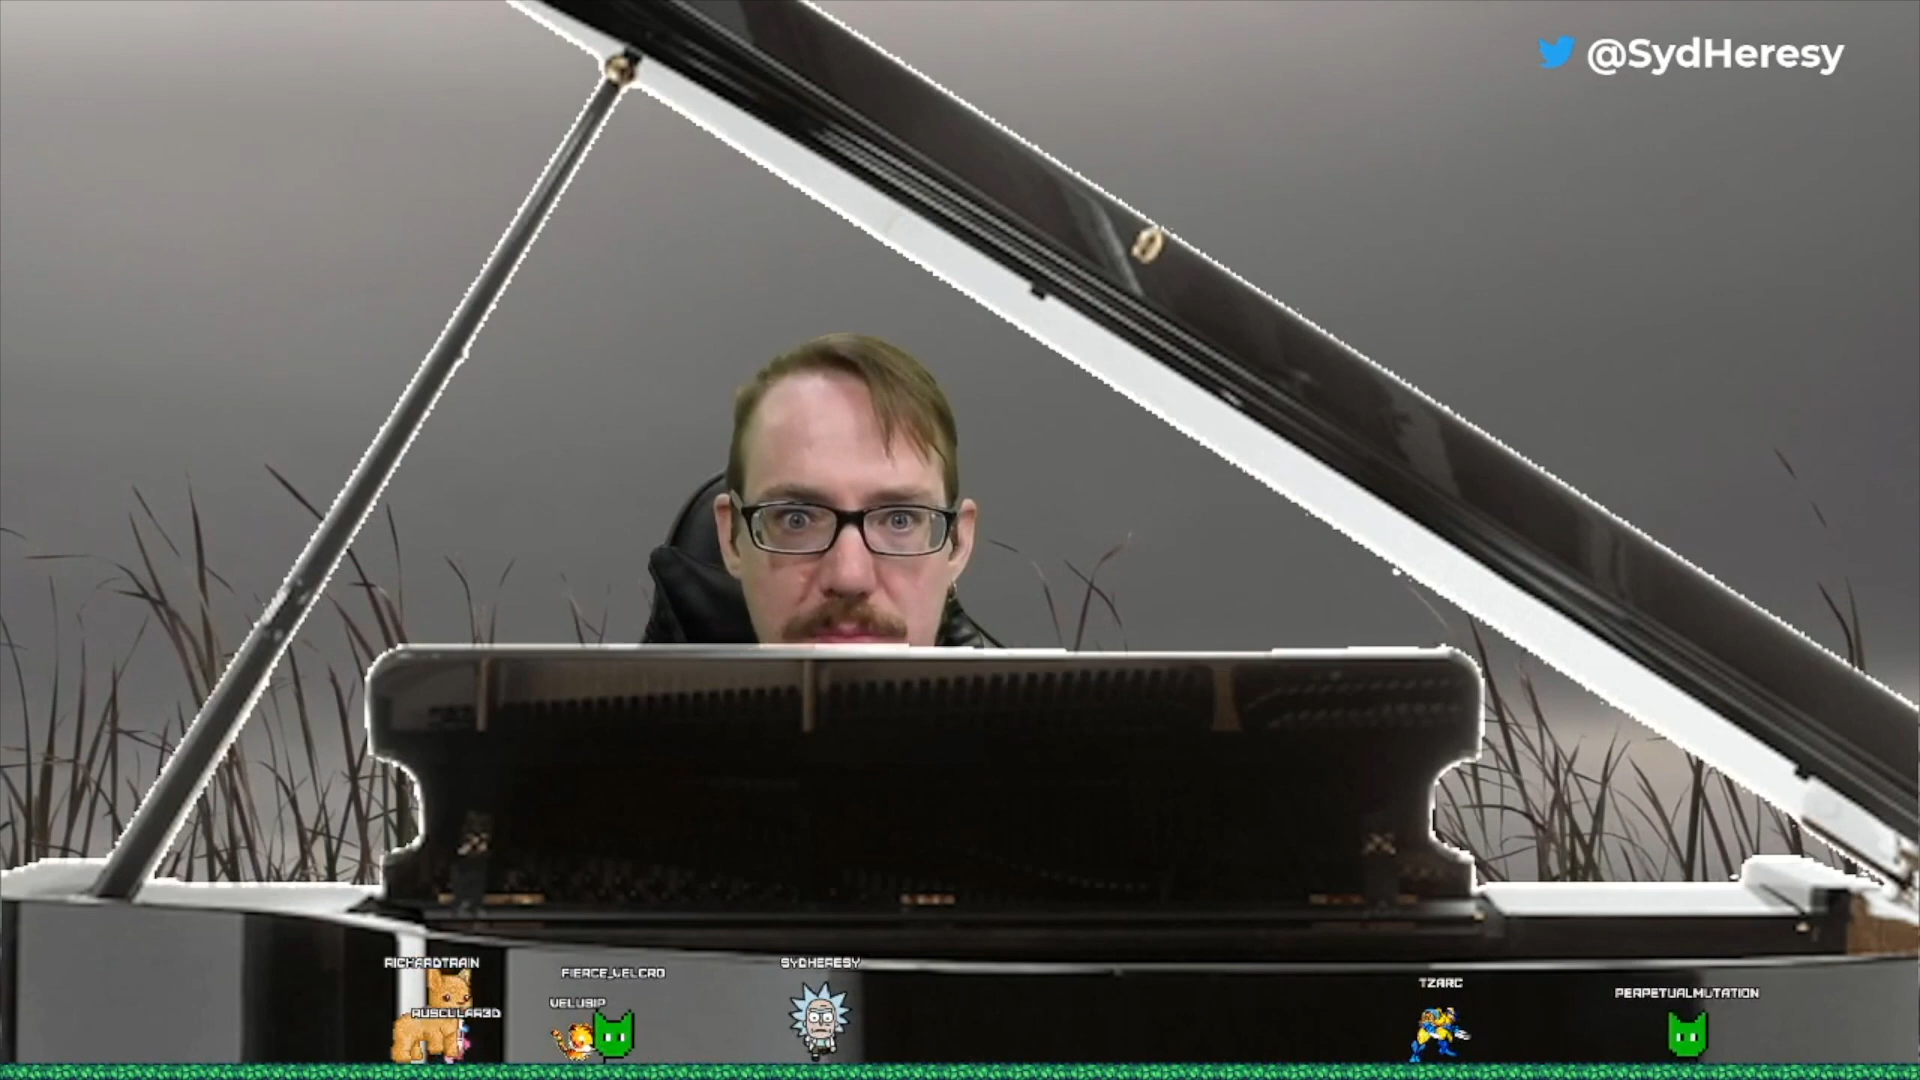 @SydHeresy
RICHARDTRAIN
FIERCE_VELCRO
SYDHERESY
TZARC
PERPETUALMUTATION
VELUSIP